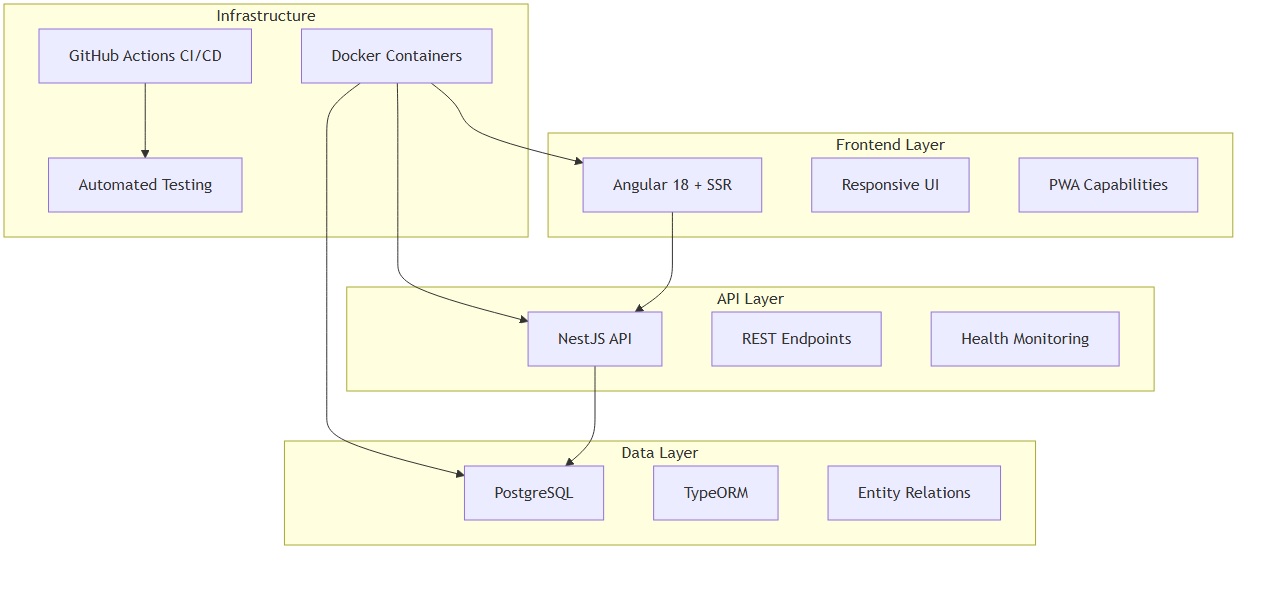 Infrastructure
GitHub Actions CI/CD
Docker Containers
Automated Testing
Frontend Layer
Angular 18 + SSR
Responsive UI
PWA Capabilities
API Layer
NestJS API
REST Endpoints
Health Monitoring
Data Layer
PostgreSQL
TypeORM
Entity Relations